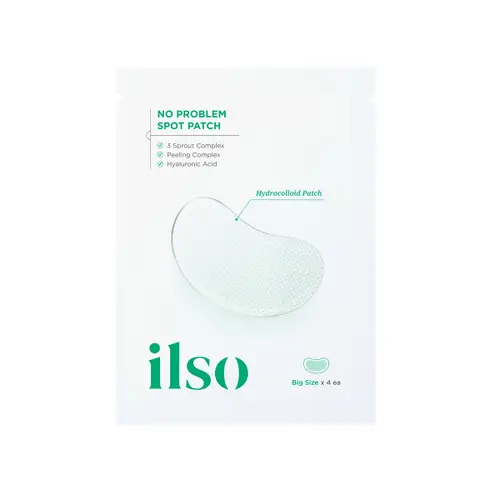 NO PROBLEM
SPOT PATCH
3 Sprout Complex
Peeling Complex
Hyaluronic Acid
Hydrocolloid Patch
ilso
Big Size x 4 ea